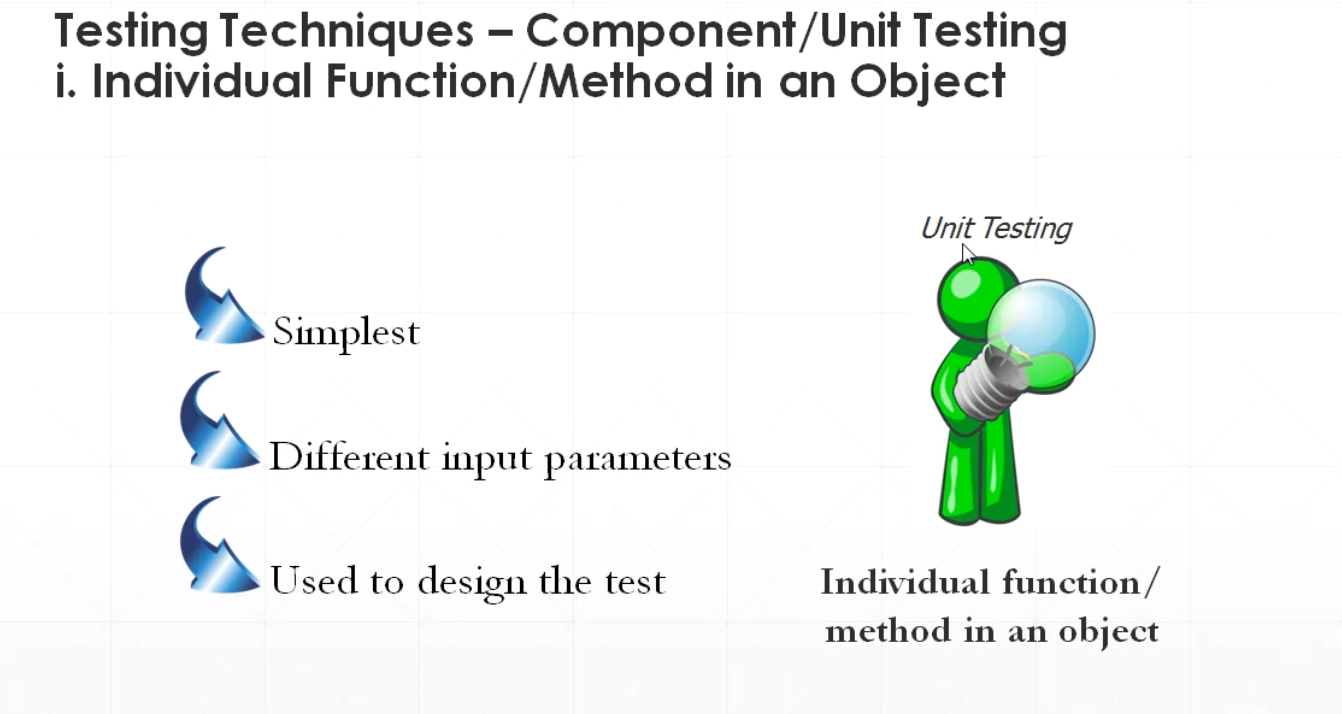 Testing Techniques – Component/Unit Testing
i. Individual Function/Method in an Object
Unit Testing
Simplest
Different input parameters
Used to design the test
Individual function/
method in an object